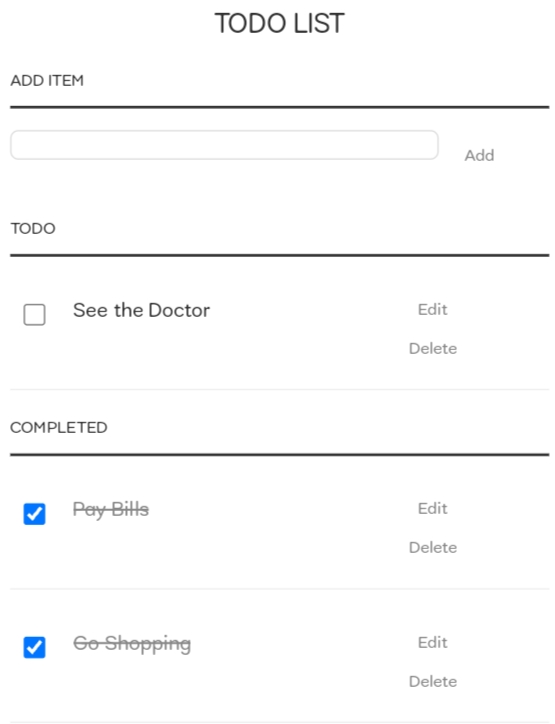 TODO LIST
ADD ITEM
Add
TODO
See the Doctor
Edit
Delete
COMPLETED
Pay Bills
Edit
Delete
Go Shopping
Edit
Delete